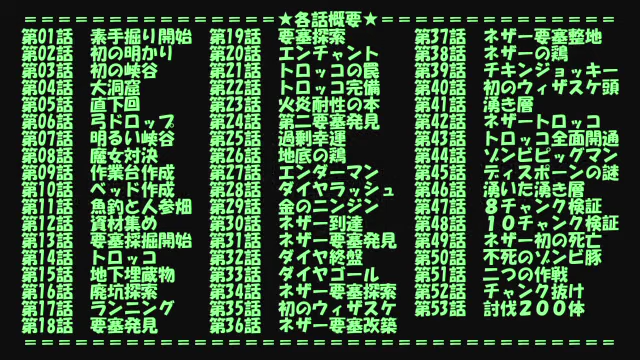 ＝＝＝＝＝＝＝＝＝＝＝＝＝＝＝★各話概要★＝＝＝＝＝＝＝＝＝＝＝＝＝＝
第01話 素手掘り開始 第19話 要塞探索 第37話 ネザー要塞整地
第02話 初の明かり 第20話 エンチャント 第38話 ネザーの鶏
第03話 初の峡谷 第21話 トロッコの罠 第39話 チキンジョッキー
第04話 大洞窟 第22話 トロッコ完備 第40話 初のウィザスケ頭
第05話 直下回 第23話 火炎耐性の本 第41話 湧き層
第06話 弓ドロップ 第24話 第二要塞発見 第42話 ネザートロッコ
第07話 明るい峡谷 第25話 過剰幸運 第43話 トロッコ全面開通
第08話 魔女対決 第26話 地底の鶏 第44話 ゾンビピッグマン
第09話 作業台作成 第27話 エンダーマン 第45話 ディスポーンの謎
第10話 ベッド作成 第28話 ダイヤラッシュ 第46話 湧いた湧き層
第11話 魚釣と人参畑 第29話 金のニンジン 第47話 ８チャンク検証
第12話 資材集め 第30話 ネザー到達 第48話 １０チャンク検証
第13話 要塞採掘開始 第31話 ネザー要塞発見 第49話 ネザー初の死亡
第14話 トロッコ 第32話 ダイヤ終盤 第50話 不死のゾンビ豚
第15話 地下埋蔵物 第33話 ダイヤゴール 第51話 二つの作戦
第16話 廃坑探索 第34話 ネザー要塞探索 第52話 チャンク抜け
第17話 ランニング 第35話 初のウィザスケ 第53話 討伐２００体
第18話 要塞発見 第36話 ネザー要塞改築
＝＝＝＝＝＝＝＝＝＝＝＝＝＝＝＝＝＝＝＝＝＝＝＝＝＝＝＝＝＝＝＝＝＝＝